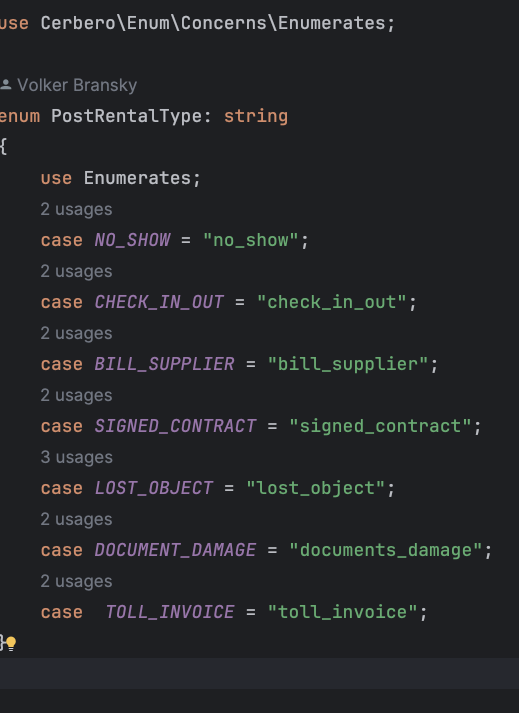 use Cerbero\Enum\Concerns\Enumerates;
Volker Bransky
enum PostRentalType: string
{
use Enumerates;
2 usages
case NO_SHOW = "no_show";
2 usages
case CHECK_IN_OUT = "check_in_out";
2 usages
case BILL_SUPPLIER = "bill_supplier";
2 usages
case SIGNED_CONTRACT = "signed_contract";
3 usages
case LOST_OBJECT = "lost_object";
2 usages
case DOCUMENT_DAMAGE = "documents_damage";
2 usages
case  TOLL_INVOICE = "toll_invoice";
}